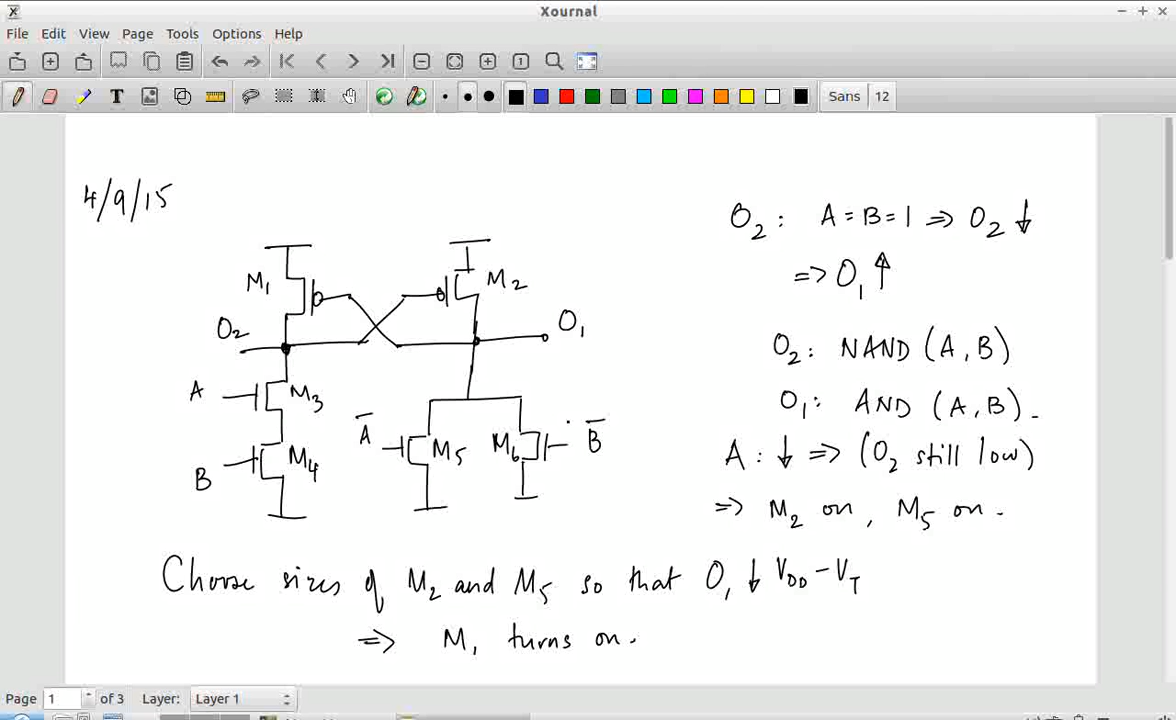 Xournal
File Edit View Page Tools Options Help
Sans 12
4/9/15
O2 : A = B = 1 ⇒ O2 ↓
⇒ O1 ↑
M1
M2
O2
O1
O2 : NAND (A, B)
O1 : AND (A, B).
A
M3
A̅
M5
M6
B̅
B
M4
A : ↓ ⇒ (O2 still low)
⇒ M2 on, M5 on.
Choose sizes of M2 and M5 so that O1 ↓ VDD - VT
⇒ M1 turns on.
Page 1 of 3 Layer: Layer 1